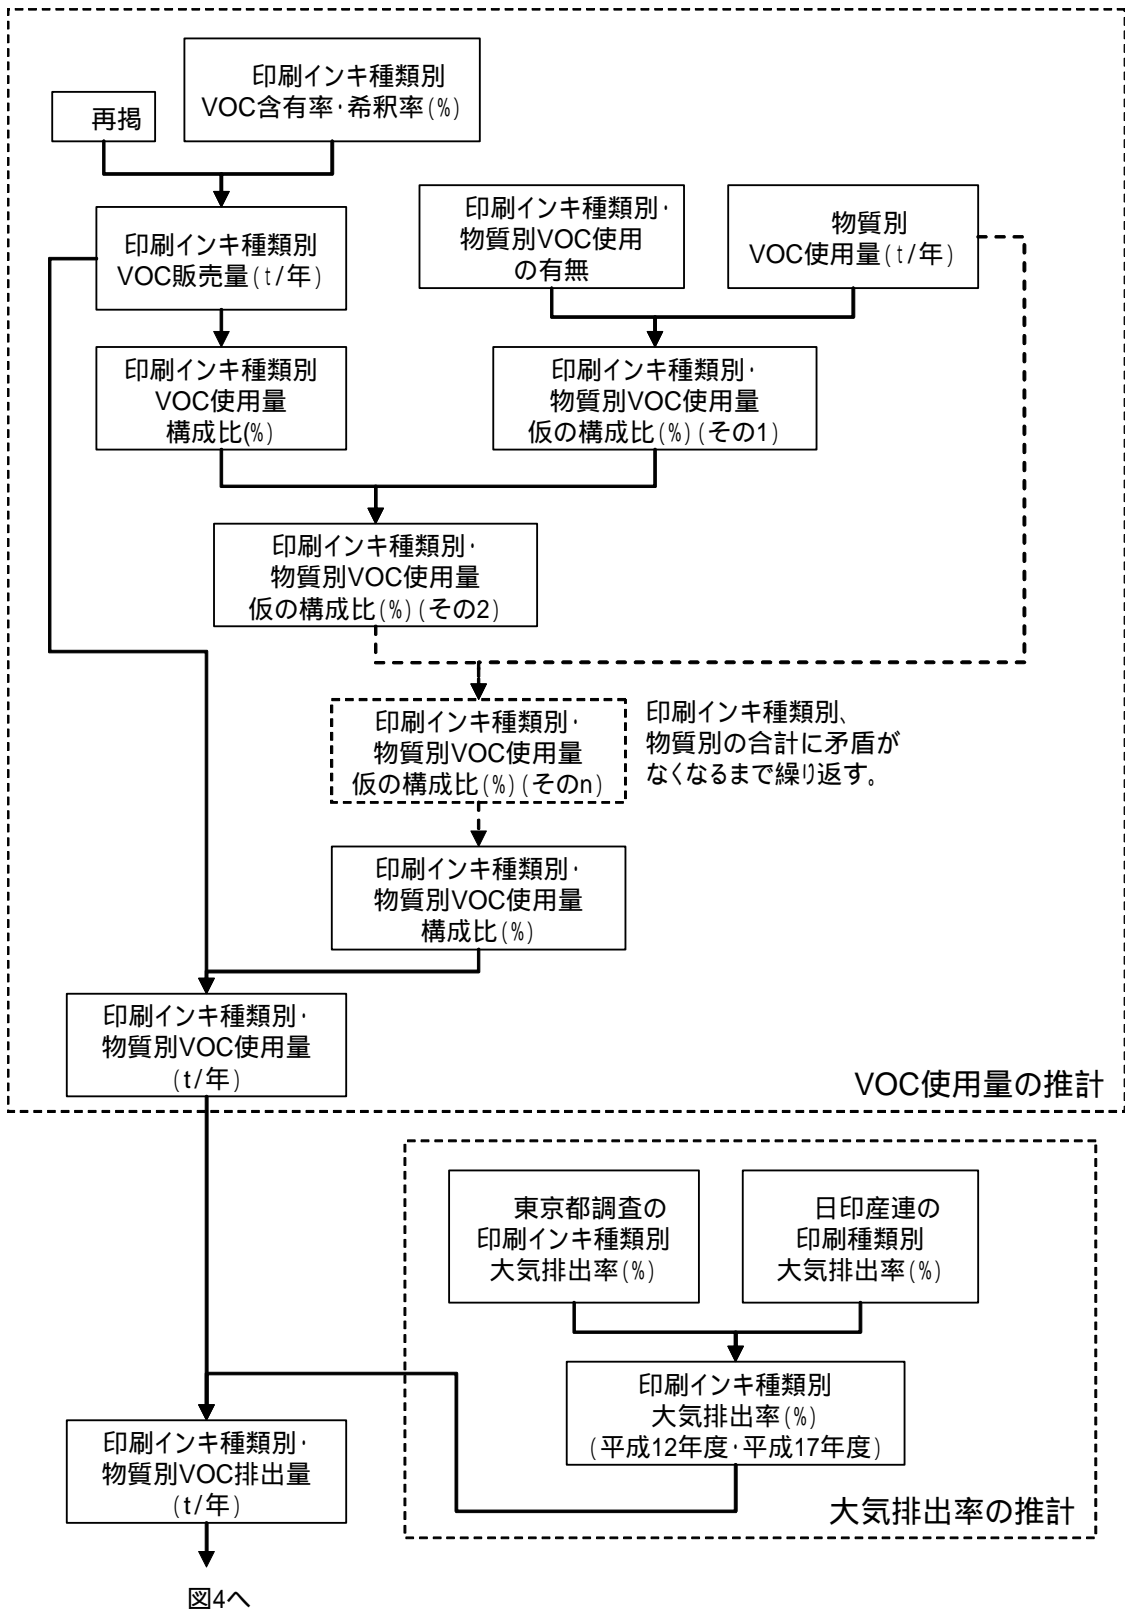 印刷インキ種類別
VOC含有率・希釈率(%)
再掲
印刷インキ種類別
VOC販売量(t/年)
印刷インキ種類別・
物質別VOC使用
の有無
物質別
VOC使用量(t/年)
印刷インキ種類別
VOC使用量
構成比(%)
印刷インキ種類別・
物質別VOC使用量
仮の構成比(%)(その1)
印刷インキ種類別・
物質別VOC使用量
仮の構成比(%)(その2)
印刷インキ種類別・
物質別VOC使用量
仮の構成比(%)(そのn)
印刷インキ種類別、
物質別の合計に矛盾が
なくなるまで繰り返す。
印刷インキ種類別・
物質別VOC使用量
構成比(%)
印刷インキ種類別・
物質別VOC使用量
(t/年)
VOC使用量の推計
東京都調査の
印刷インキ種類別
大気排出率(%)
日印産連の
印刷種類別
大気排出率(%)
印刷インキ種類別
大気排出率(%)
(平成12年度・平成17年度)
印刷インキ種類別・
物質別VOC排出量
(t/年)
大気排出率の推計
図4へ